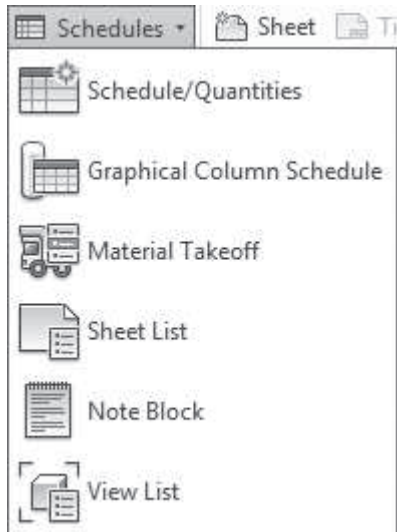 Schedules Sheet
Schedule/Quantities
Graphical Column Schedule
Material Takeoff
Sheet List
Note Block
View List